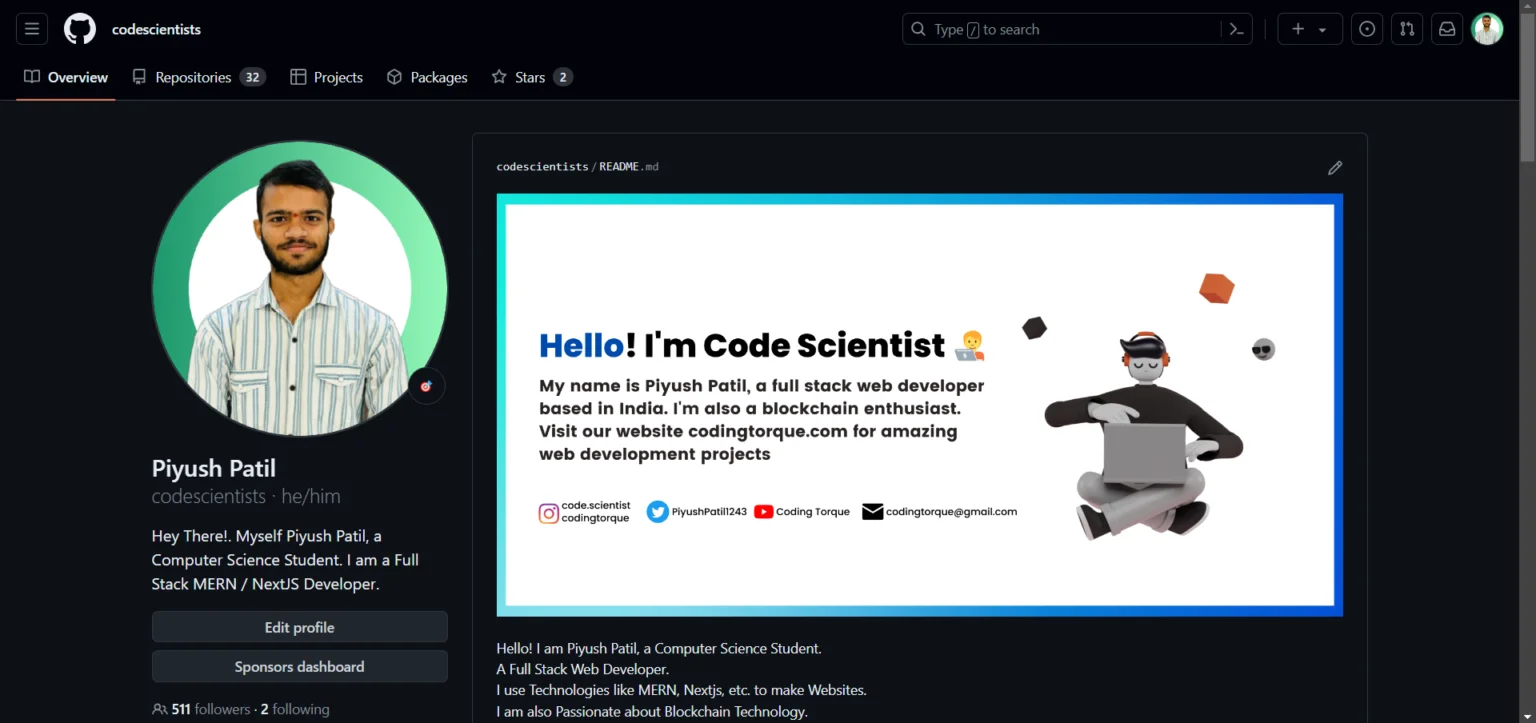 codescientists
Type / to search
Overview
Repositories 32
Projects
Packages
Stars 2
codescientists / README.md
Hello! I'm Code Scientist
My name is Piyush Patil, a full stack web developer
based in India. I'm also a blockchain enthusiast.
Visit our website codingtorque.com for amazing
web development projects
code.scientist
codingtorque
PiyushPatil1243
Coding Torque
codingtorque@gmail.com
Piyush Patil
codescientists · he/him
Hey There!. Myself Piyush Patil, a
Computer Science Student. I am a Full
Stack MERN / NextJS Developer.
Edit profile
Sponsors dashboard
511 followers · 2 following
Hello! I am Piyush Patil, a Computer Science Student.
A Full Stack Web Developer.
I use Technologies like MERN, Nextjs, etc. to make Websites.
I am also Passionate about Blockchain Technology.